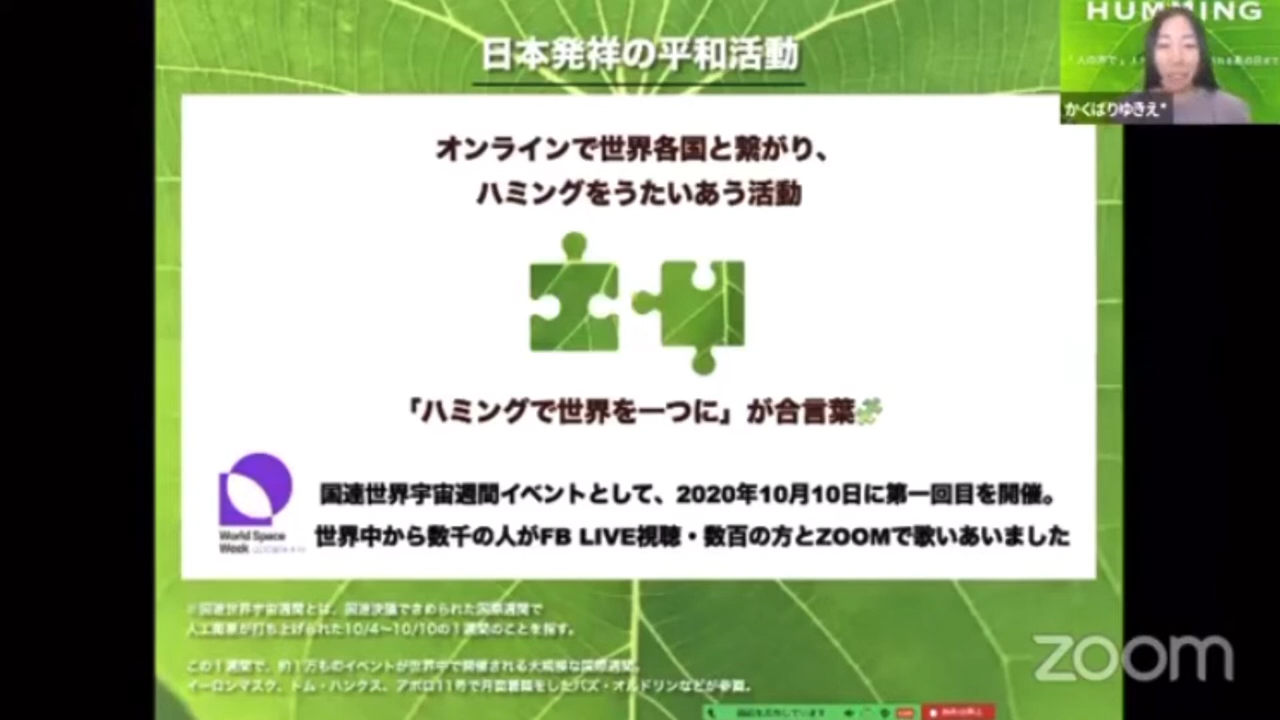 日本発祥の平和活動
HUMMING
かくばりゆきえ*
オンラインで世界各国と繋がり、
ハミングをうたいあう活動
「ハミングで世界を一つに」が合言葉
国連世界宇宙週間イベントとして、2020年10月10日に第一回目を開催。
世界中から数千の人がFB LIVE視聴・数百の方とZOOMで歌いあいました
World Space
Week
※国連世界宇宙週間とは、国連決議できめられた国際週間で
人工衛星が打ち上げられた10/4〜10/10の1週間のことを指す。
この1週間で、約1万ものイベントが世界中で開催される大規模な国際週間。
イーロンマスク、トム・ハンクス、アポロ11号で月面着陸をしたバズ・オルドリンなどが参画。
zoom